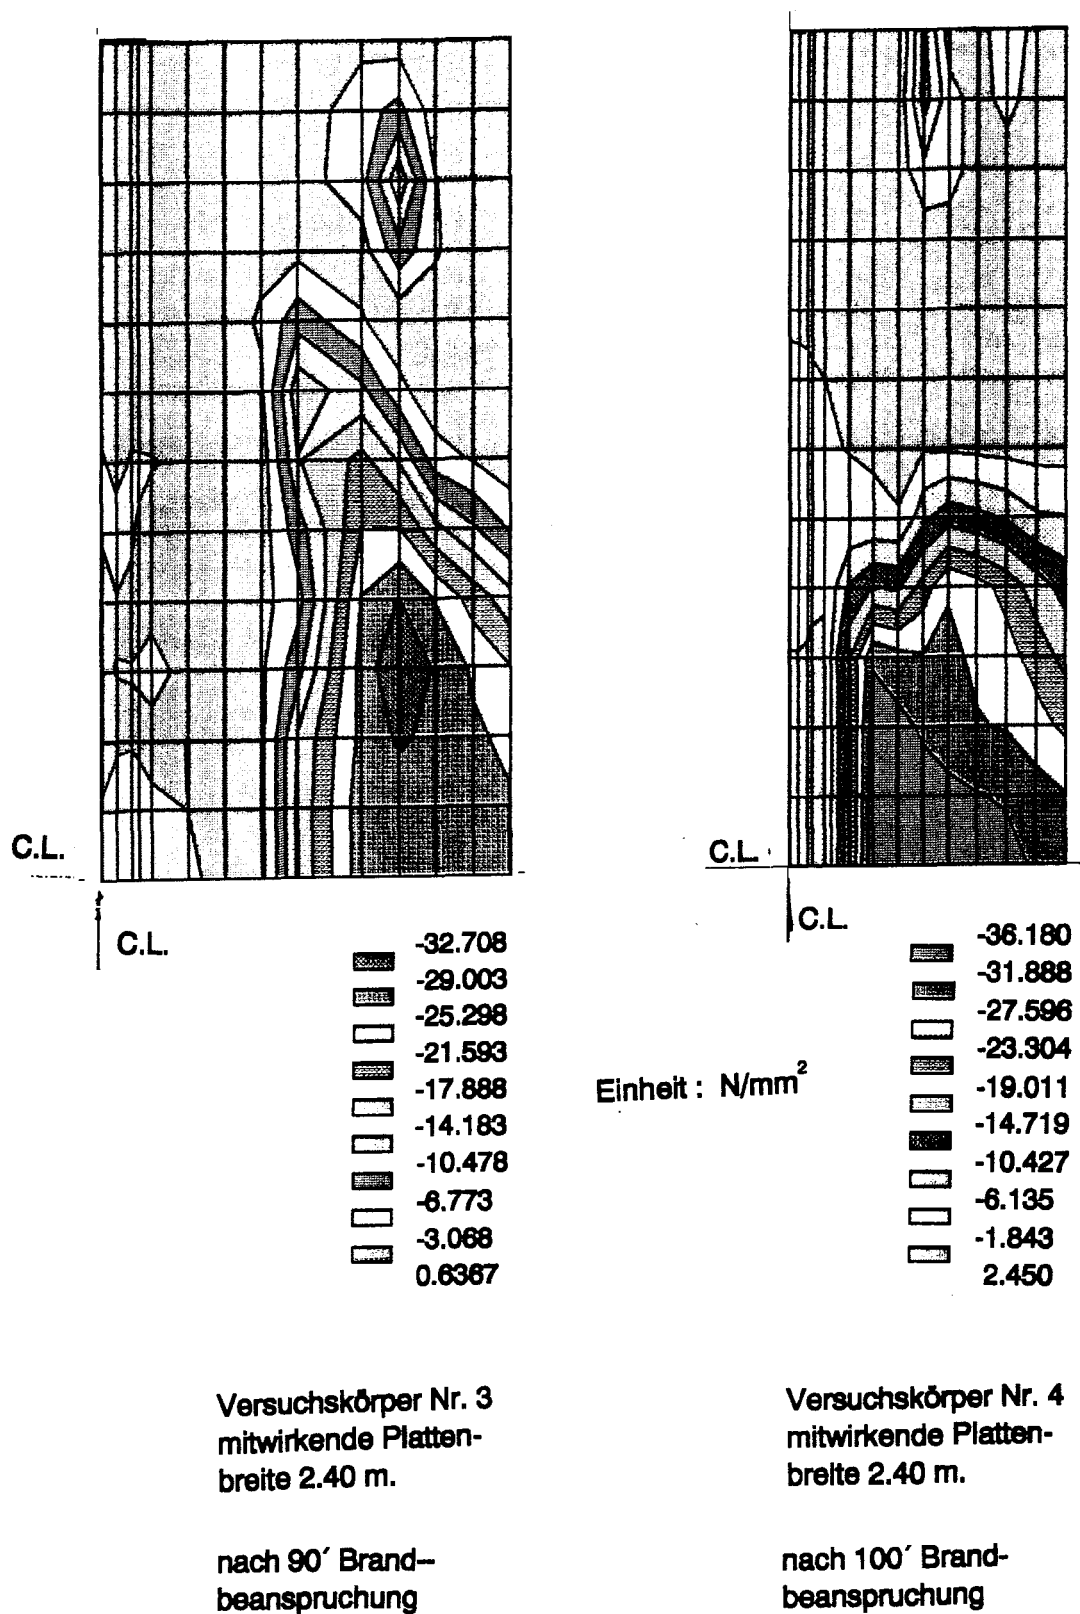 C.L.
C.L.
-32.708
-29.003
-25.298
-21.593
-17.888
-14.183
-10.478
-6.773
-3.068
0.6367
C.L.
C.L.
-36.180
-31.888
-27.596
-23.304
-19.011
-14.719
-10.427
-6.135
-1.843
2.450
Einheit : N/mm²
Versuchskörper Nr. 3
mitwirkende Platten-
breite 2.40 m.
nach 90´ Brand-
beanspruchung
Versuchskörper Nr. 4
mitwirkende Platten-
breite 2.40 m.
nach 100´ Brand-
beanspruchung